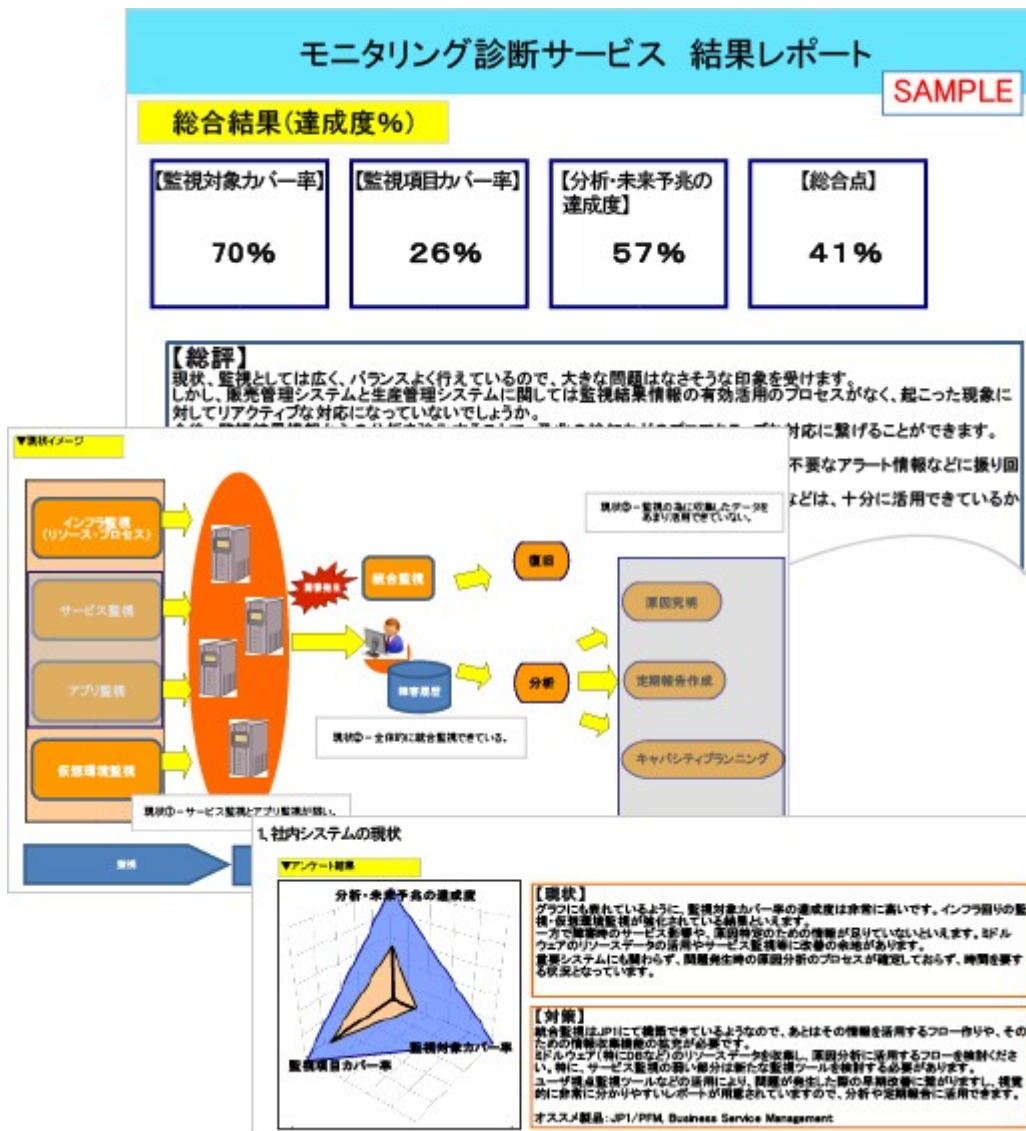 モニタリング診断サービス 結果レポート
SAMPLE
総合結果(達成度%)
【監視対象カバー率】
70%
【監視項目カバー率】
26%
【分析・未来予兆の
達成度】
57%
【総合点】
41%
【総評】
現状、監視としては広く、バランスよく行えているので、大きな問題はなさそうな印象を受けます。
しかし、販売管理システムと生産管理システムに関しては監視結果情報の有効活用のプロセスがなく、起こった現象に
対してリアクティブな対応になっていないでしょうか。
対応に繋げることができます。
不要なアラート情報などに振り回
などは、十分に活用できているか
▼現状イメージ
インフラ監視
(リソース・プロセス)
サービス監視
アプリ監視
仮想環境監視
障害発生
統合監視
復旧
障害履歴
分析
現状③－監視の為に収集したデータを
あまり活用できていない。
原因究明
定期報告作成
キャパシティプランニング
現状②－全体的に統合監視できている。
現状①－サービス監視とアプリ監視が弱い。
監視
1. 社内システムの現状
▼アンケート結果
分析・未来予兆の達成度
監視対象カバー率
監視項目カバー率
【現状】
グラフにも表れているように、監視対象カバー率の達成度は非常に高いです。インフラ回りの監
視・仮想環境監視が強化されている結果といえます。
一方で障害時のサービス影響や、原因特定のための情報が足りていないといえます。ミドル
ウェアのリソースデータの活用やサービス監視等に改善の余地があります。
重要システムにも関わらず、問題発生時の原因分析のプロセスが確定しておらず、時間を要す
る状況となっています。
【対策】
統合監視はJP1にて構築できているようなので、あとはその情報を活用するフロー作りや、その
ための情報収集機能の拡充が必要です。
ミドルウェア(特にDBなど)のリソースデータを収集し、原因分析に活用するフローを検討くださ
い。特に、サービス監視の弱い部分は新たな監視ツールを検討する必要があります。
ユーザ視点監視ツールなどの活用により、問題が発生した際の早期改善に繋がりますし、視覚
的に非常に分かりやすいレポートが用意されていますので、分析や定期報告に活用できます。
オススメ製品:JP1/PFM, Business Service Management